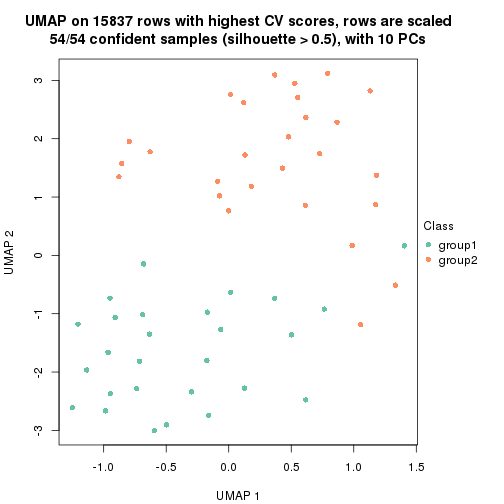 UMAP on 15837 rows with highest CV scores, rows are scaled
54/54 confident samples (silhouette > 0.5), with 10 PCs
3
2
1
0
-1
-2
-3
UMAP 2
-1.0
-0.5
0.0
0.5
1.0
1.5
UMAP 1
Class
group1
group2